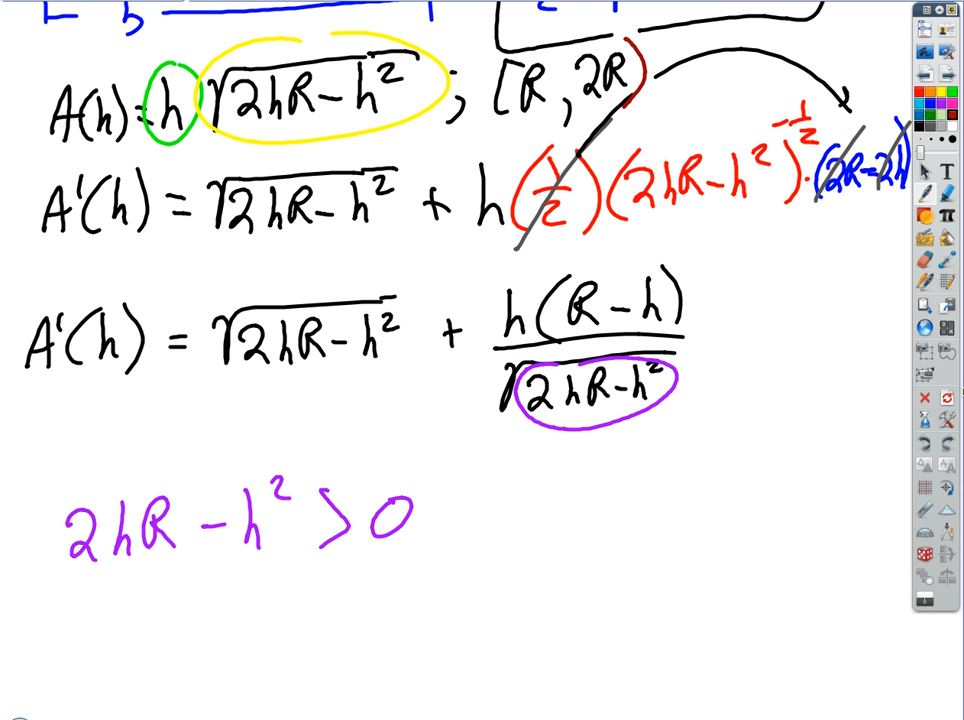 A(h) = h √(2hR - h²) ; [R, 2R)
A'(h) = √(2hR - h²) + h (1/2) (2hR - h²)^(-1/2) · (2R - 2h)
A'(h) = √(2hR - h²) + h(R - h) / √(2hR - h²)
2hR - h² > 0